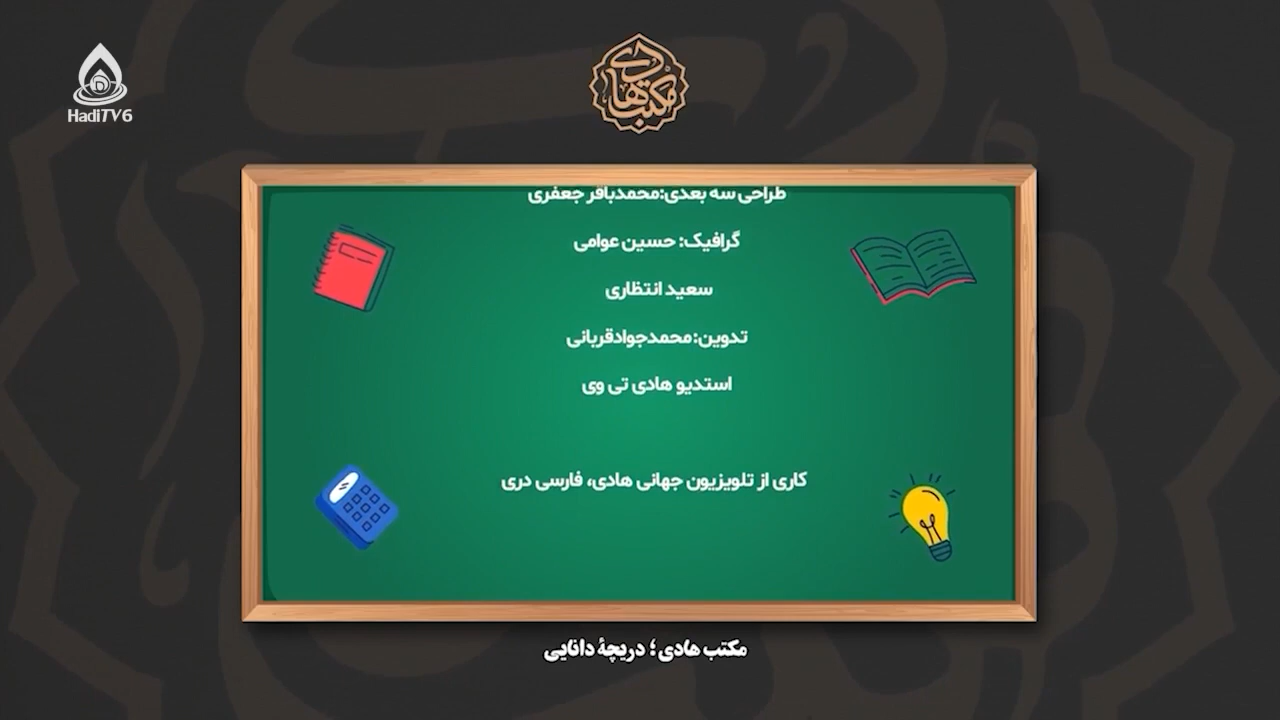 HadiTV6
مکتب هادی
طراحی سه بعدی:محمدباقر جعفری
گرافیک: حسین عوامی
سعید انتظاری
تدوین:محمدجوادقربانی
استدیو هادی تی وی
کاری از تلویزیون جهانی هادی، فارسی دری
مکتب هادی؛ دریچهٔ دانایی